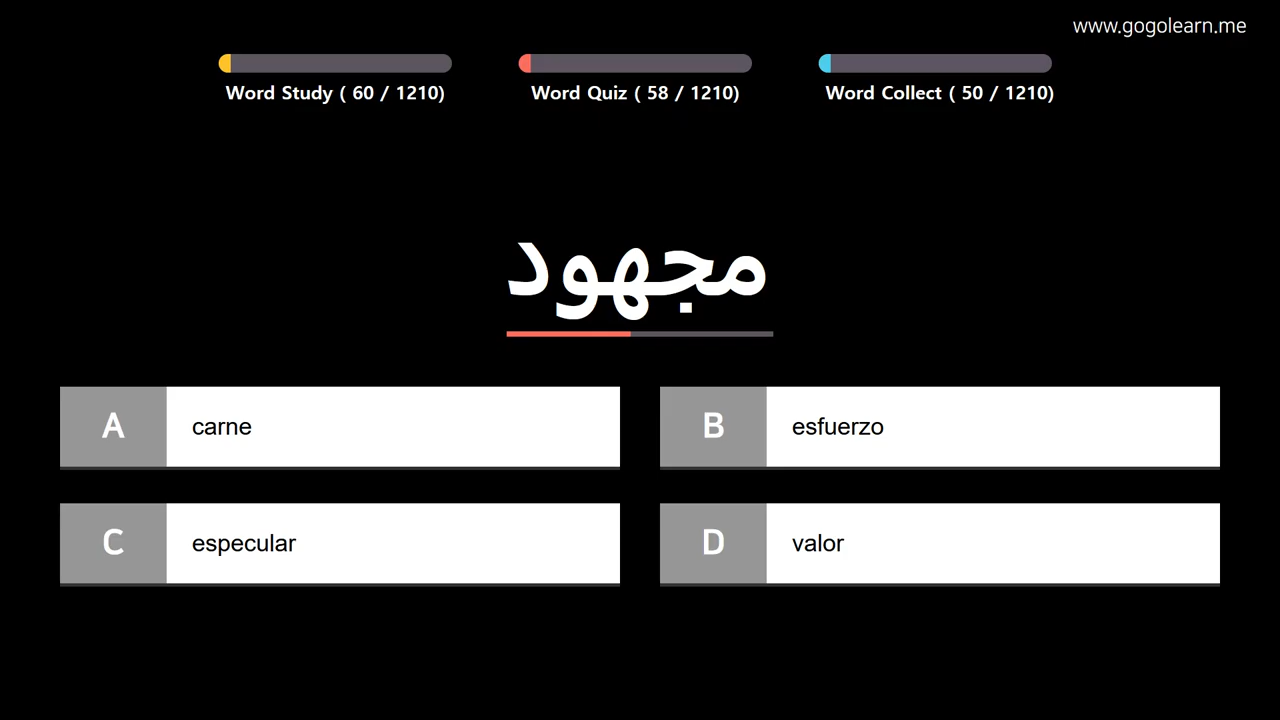 www.gogolearn.me
Word Study ( 60 / 1210)
Word Quiz ( 58 / 1210)
Word Collect ( 50 / 1210)
مجهود
A carne
B esfuerzo
C especular
D valor